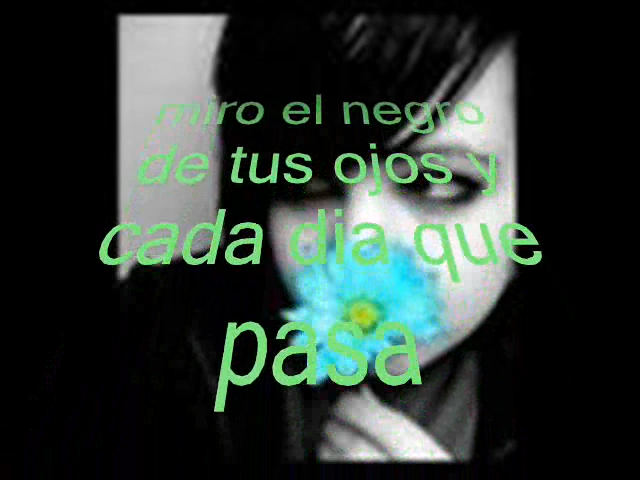 miro el negro
de tus ojos y
cada dia que
pasa